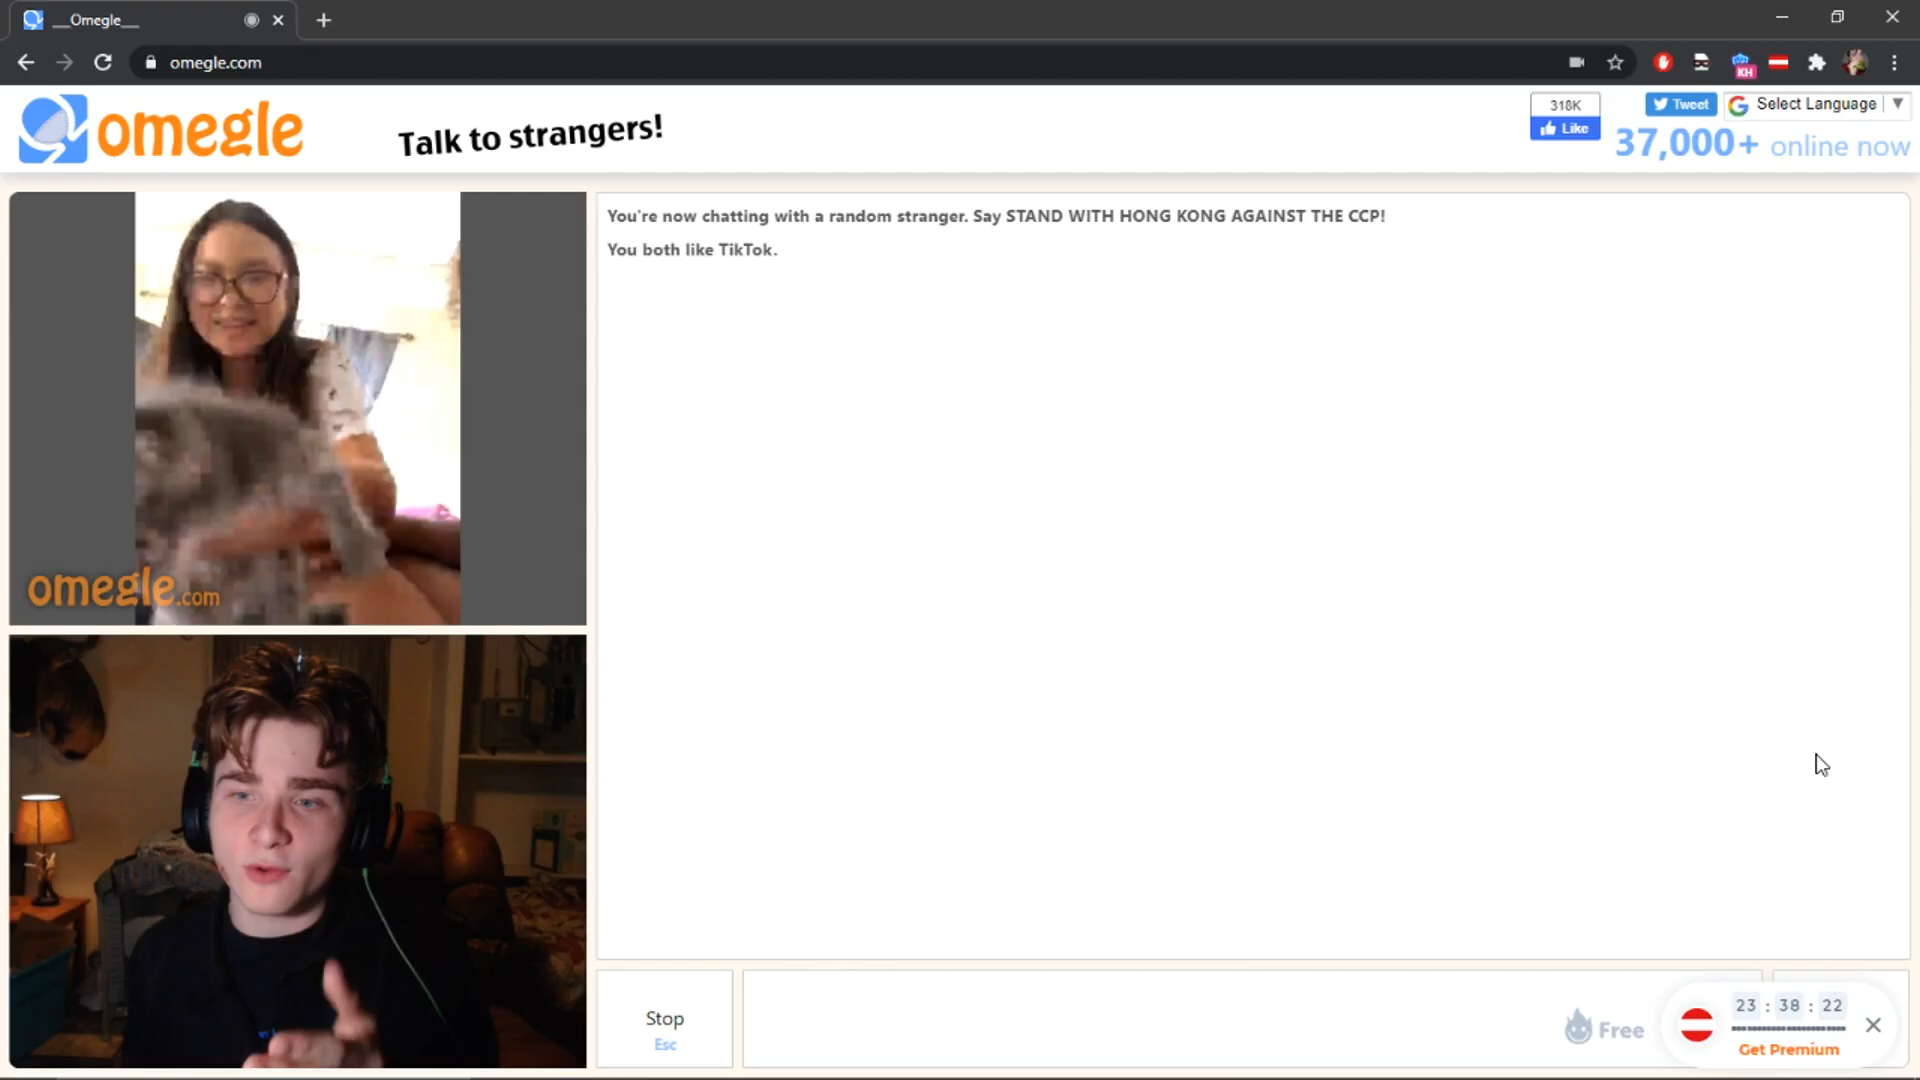 __Omegle__
omegle.com
KH
omegle
Talk to strangers!
318K
Like
Tweet
Select Language
37,000+ online now
You're now chatting with a random stranger. Say STAND WITH HONG KONG AGAINST THE CCP!
You both like TikTok.
omegle.com
Stop
Esc
Free
23 : 38 : 22
Get Premium